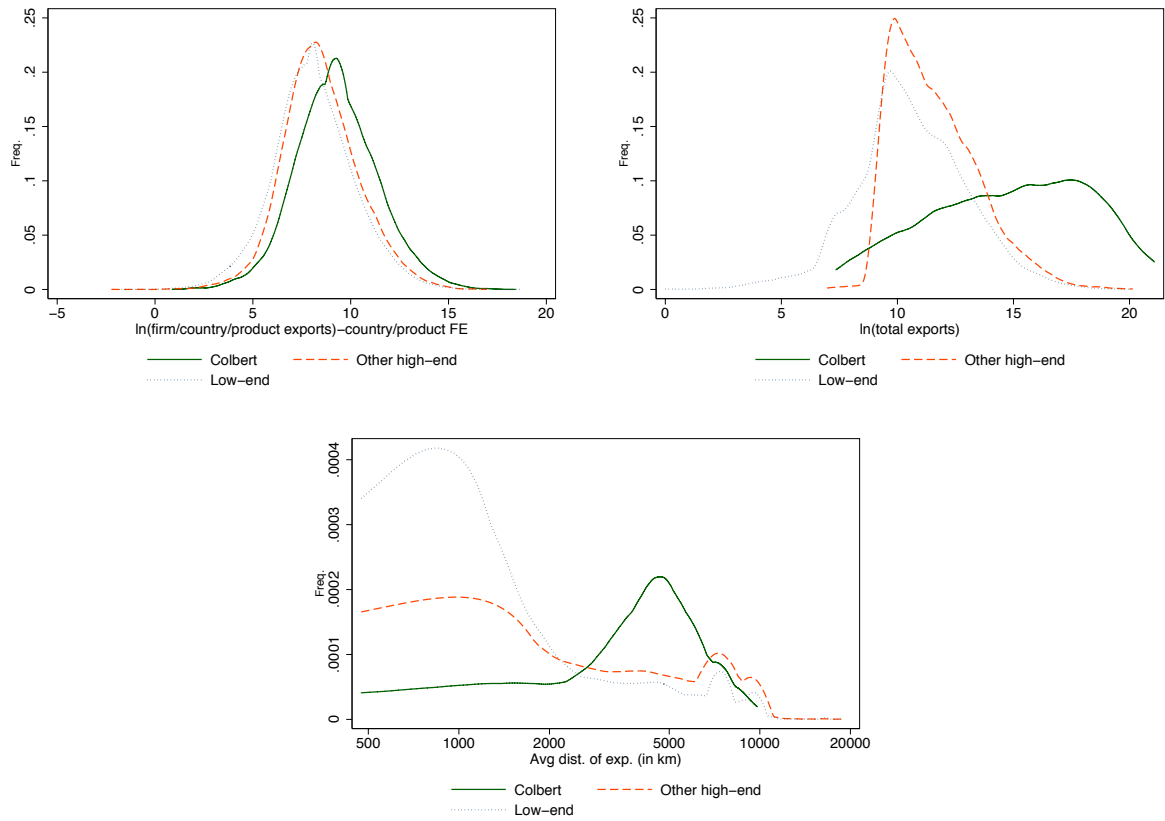 .25
.2
.15
.1
.05
0
Freq.
−5 0 5 10 15 20
ln(firm/country/product exports)−country/product FE
Colbert Other high−end
Low−end
.25
.2
.15
.1
.05
0
Freq.
0 5 10 15 20
ln(total exports)
Colbert Other high−end
Low−end
.0004
.0003
.0002
.0001
0
Freq.
500 1000 2000 5000 10000 20000
Avg dist. of exp. (in km)
Colbert Other high−end
Low−end